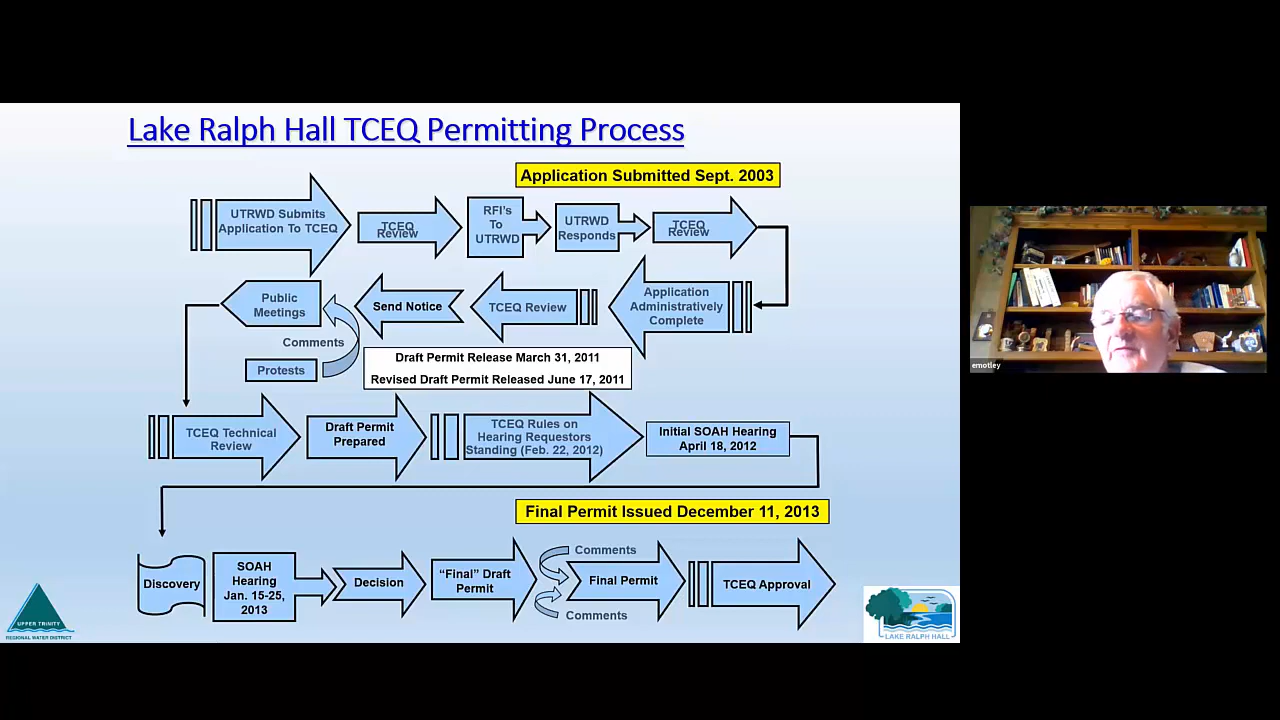 Lake Ralph Hall TCEQ Permitting Process
Application Submitted Sept. 2003
UTRWD Submits
Application To TCEQ
TCEQ
Review
RFI's
To
UTRWD
UTRWD
Responds
TCEQ
Review
Application
Administratively
Complete
TCEQ Review
Send Notice
Public
Meetings
Comments
Protests
Draft Permit Release March 31, 2011
Revised Draft Permit Released June 17, 2011
TCEQ Technical
Review
Draft Permit
Prepared
TCEQ Rules on
Hearing Requestors
Standing (Feb. 22, 2012)
Initial SOAH Hearing
April 18, 2012
Final Permit Issued December 11, 2013
Discovery
SOAH
Hearing
Jan. 15-25,
2013
Decision
“Final” Draft
Permit
Comments
Comments
Final Permit
TCEQ Approval
UPPER TRINITY
REGIONAL WATER DISTRICT
LAKE RALPH HALL
emotley